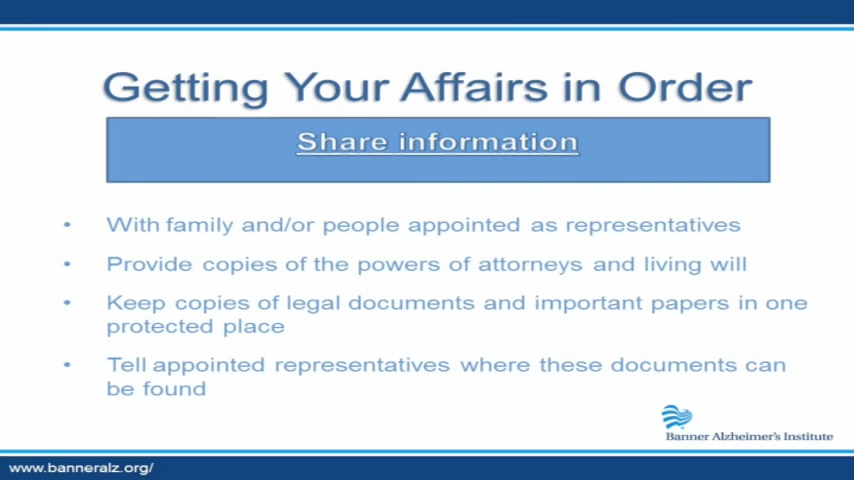 Getting Your Affairs in Order
Share information
• With family and/or people appointed as representatives
• Provide copies of the powers of attorneys and living will
• Keep copies of legal documents and important papers in one
protected place
• Tell appointed representatives where these documents can
be found
Banner Alzheimer's Institute
www.banneralz.org/